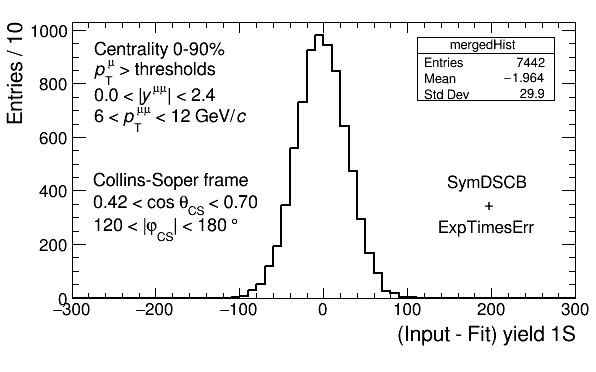 Entries / 10
1000
800
600
400
200
0
Centrality 0-90%
p_T^μ > thresholds
0.0 < |y^μμ| < 2.4
6 < p_T^μμ < 12 GeV/c
mergedHist
Entries 7442
Mean −1.964
Std Dev 29.9
Collins-Soper frame
0.42 < cos θ_CS < 0.70
120 < |φ_CS| < 180 °
SymDSCB
+
ExpTimesErr
−300 −200 −100 0 100 200 300
(Input - Fit) yield 1S